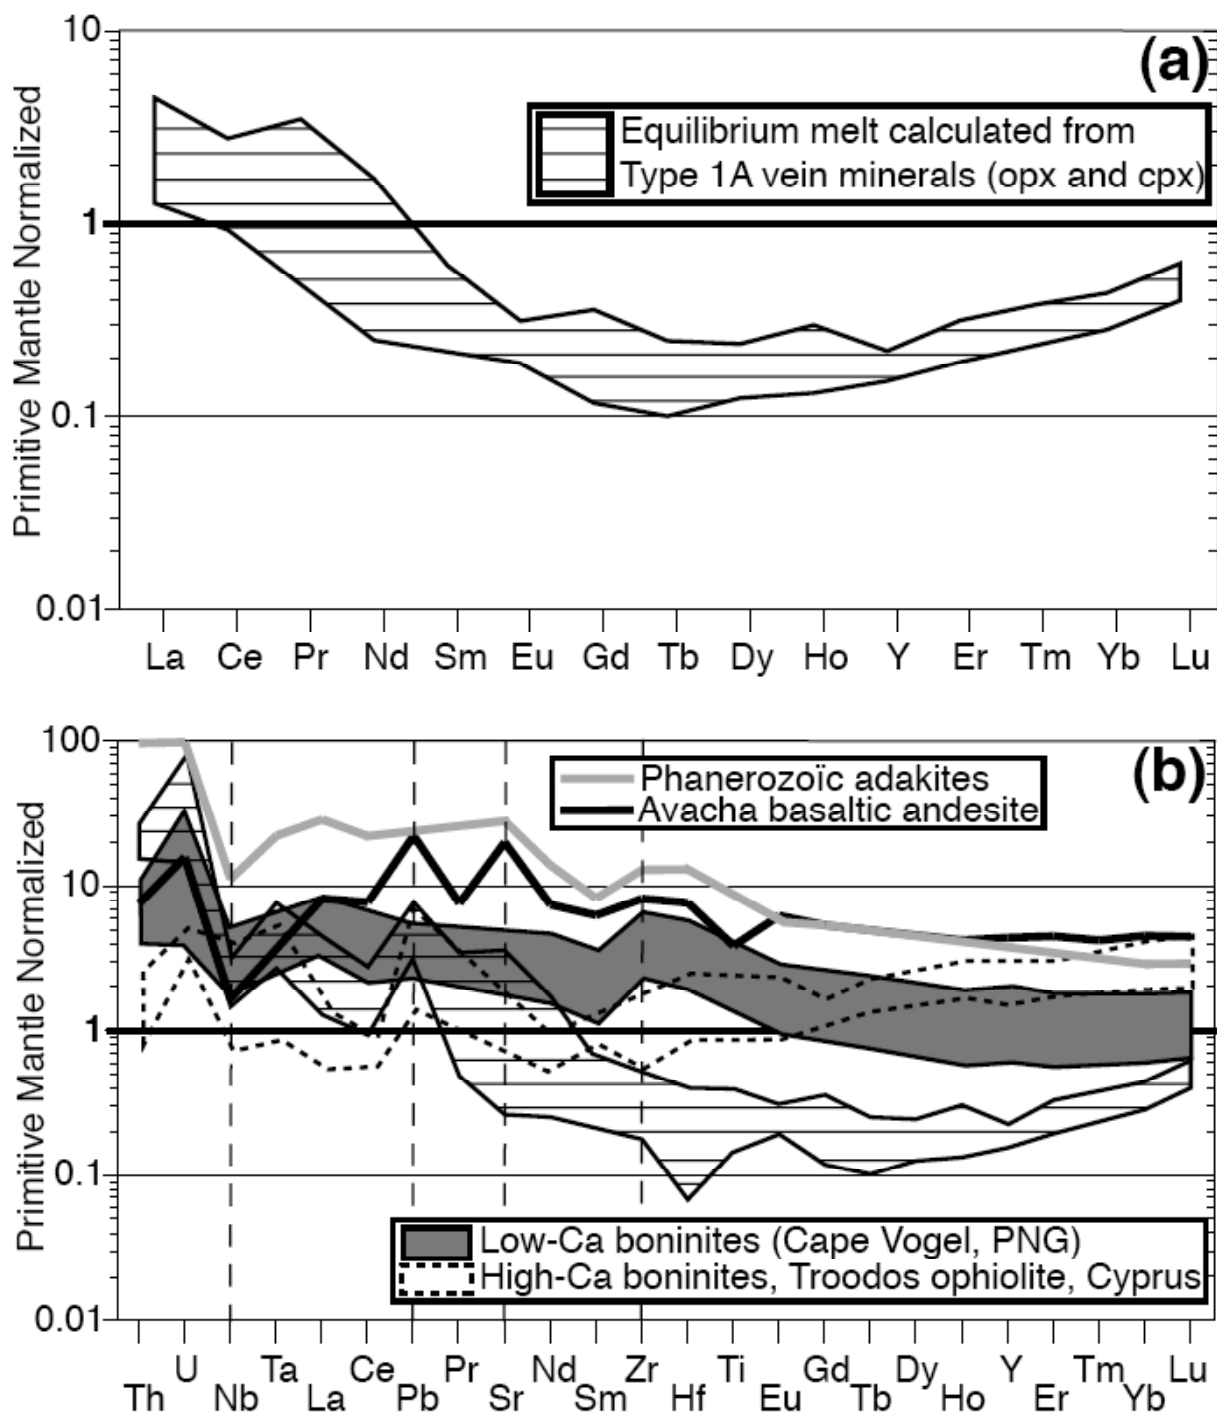 (a)
Primitive Mantle Normalized
10
1
0.1
0.01
Equilibrium melt calculated from
Type 1A vein minerals (opx and cpx)
La Ce Pr Nd Sm Eu Gd Tb Dy Ho Y Er Tm Yb Lu
(b)
Primitive Mantle Normalized
100
10
1
0.1
0.01
Phanerozoïc adakites
Avacha basaltic andesite
Low-Ca boninites (Cape Vogel, PNG)
High-Ca boninites, Troodos ophiolite, Cyprus
U Ta Ce Pr Nd Zr Ti Gd Dy Y Tm Lu
Th Nb La Pb Sr Sm Hf Eu Tb Ho Er Yb